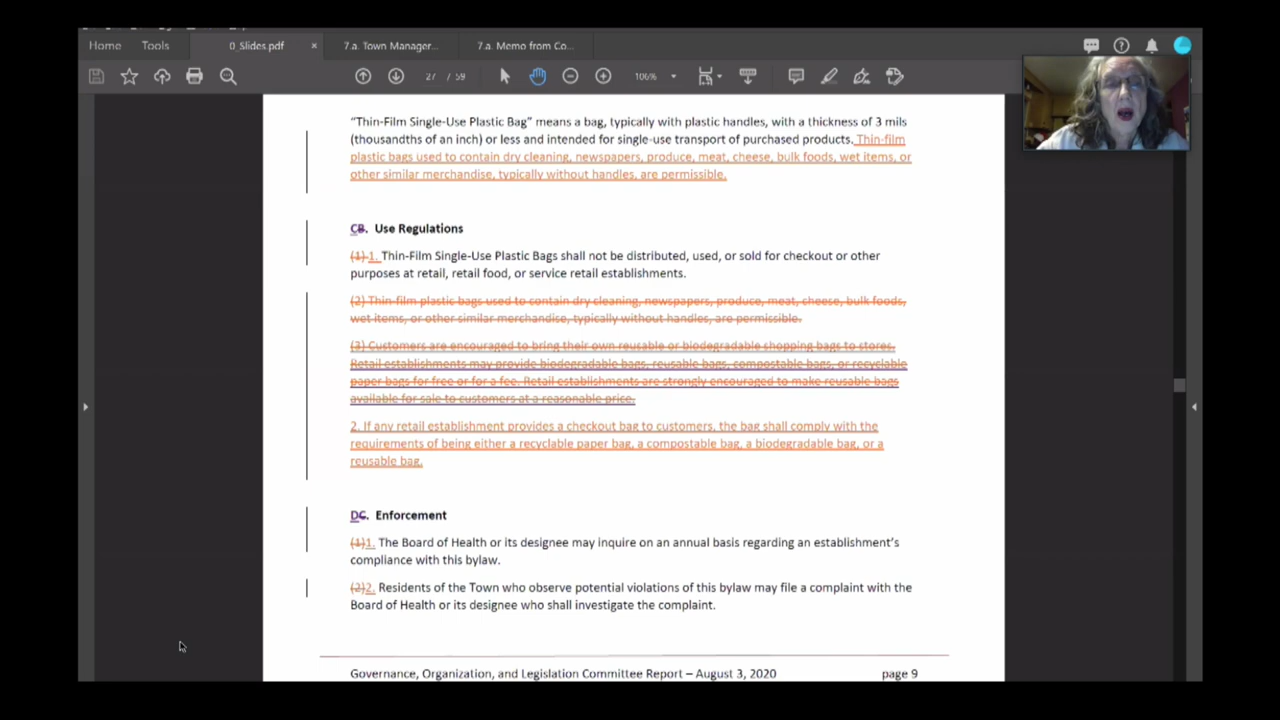 Home Tools 0_Slides.pdf × 7.a. Town Manager... 7.a. Memo from Co...
27 / 59 106%
“Thin-Film Single-Use Plastic Bag” means a bag, typically with plastic handles, with a thickness of 3 mils
(thousandths of an inch) or less and intended for single-use transport of purchased products. Thin-film
plastic bags used to contain dry cleaning, newspapers, produce, meat, cheese, bulk foods, wet items, or
other similar merchandise, typically without handles, are permissible.
CB. Use Regulations
(1) 1. Thin-Film Single-Use Plastic Bags shall not be distributed, used, or sold for checkout or other
purposes at retail, retail food, or service retail establishments.
(2) Thin-film plastic bags used to contain dry cleaning, newspapers, produce, meat, cheese, bulk foods,
wet items, or other similar merchandise, typically without handles, are permissible.
(3) Customers are encouraged to bring their own reusable or biodegradable shopping bags to stores.
Retail establishments may provide biodegradable bags, reusable bags, compostable bags, or recyclable
paper bags for free or for a fee. Retail establishments are strongly encouraged to make reusable bags
available for sale to customers at a reasonable price.
2. If any retail establishment provides a checkout bag to customers, the bag shall comply with the
requirements of being either a recyclable paper bag, a compostable bag, a biodegradable bag, or a
reusable bag.
DC. Enforcement
(1)1. The Board of Health or its designee may inquire on an annual basis regarding an establishment’s
compliance with this bylaw.
(2)2. Residents of the Town who observe potential violations of this bylaw may file a complaint with the
Board of Health or its designee who shall investigate the complaint.
Governance, Organization, and Legislation Committee Report – August 3, 2020 page 9